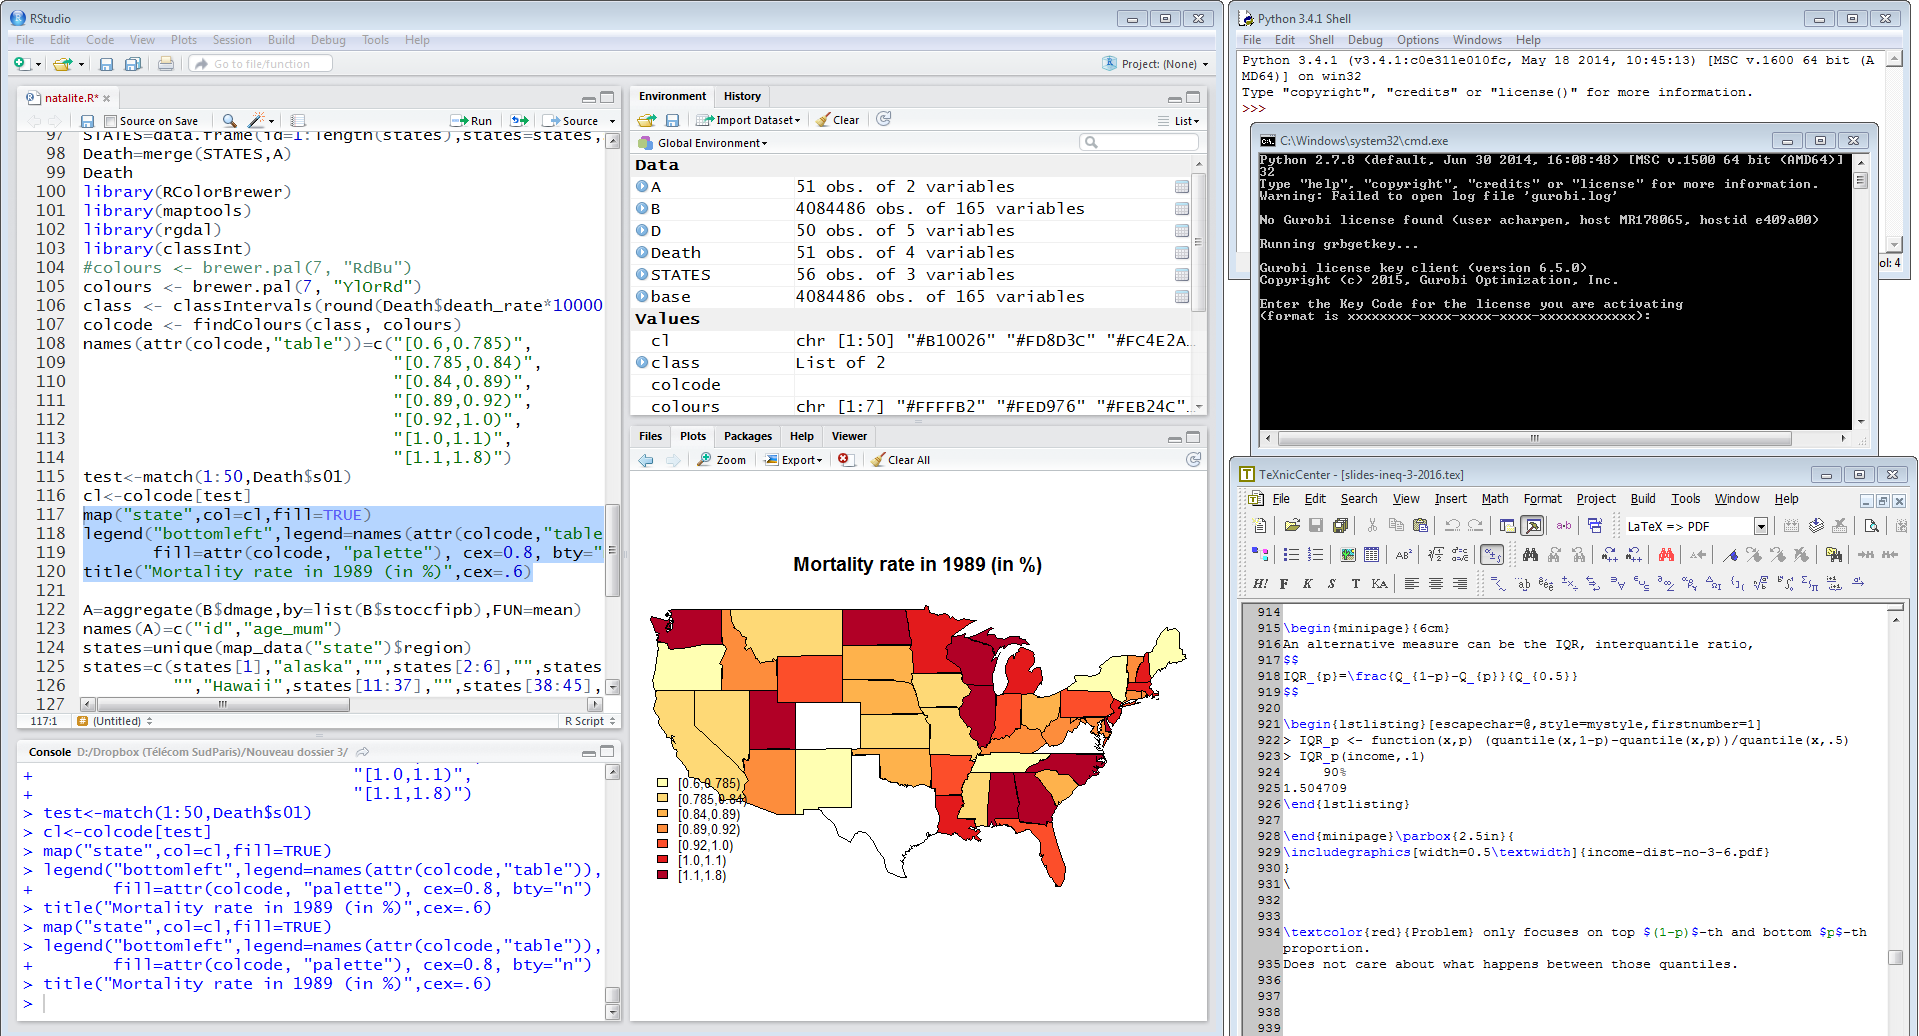 RStudio
File Edit Code View Plots Session Build Debug Tools Help
Go to file/function
Project: (None)
natalite.R*
Source on Save
Run
Source
97 STATES=data.frame(id=1:length(states),states=states,
98 Death=merge(STATES,A)
99 Death
100 library(RColorBrewer)
101 library(maptools)
102 library(rgdal)
103 library(classInt)
104 #colours <- brewer.pal(7, "RdBu")
105 colours <- brewer.pal(7, "YlOrRd")
106 class <- classIntervals(round(Death$death_rate*10000
107 colcode <- findColours(class, colours)
108 names(attr(colcode,"table"))=c("[0.6,0.785)",
109 "[0.785,0.84)",
110 "[0.84,0.89)",
111 "[0.89,0.92)",
112 "[0.92,1.0)",
113 "[1.0,1.1)",
114 "[1.1,1.8)")
115 test<-match(1:50,Death$s01)
116 cl<-colcode[test]
117 map("state",col=cl,fill=TRUE)
118 legend("bottomleft",legend=names(attr(colcode,"table
119 fill=attr(colcode, "palette"), cex=0.8, bty="
120 title("Mortality rate in 1989 (in %)",cex=.6)
121
122 A=aggregate(B$dmage,by=list(B$stoccfipb),FUN=mean)
123 names(A)=c("id","age_mum")
124 states=unique(map_data("state")$region)
125 states=c(states[1],"alaska","",states[2:6],"",states
126 "","Hawaii",states[11:37],"",states[38:45],
127
117:1 (Untitled) R Script
Console D:/Dropbox (Télécom SudParis)/Nouveau dossier 3/
+ "[1.0,1.1)",
+ "[1.1,1.8)")
> test<-match(1:50,Death$s01)
> cl<-colcode[test]
> map("state",col=cl,fill=TRUE)
> legend("bottomleft",legend=names(attr(colcode,"table")),
+ fill=attr(colcode, "palette"), cex=0.8, bty="n")
> title("Mortality rate in 1989 (in %)",cex=.6)
> map("state",col=cl,fill=TRUE)
> legend("bottomleft",legend=names(attr(colcode,"table")),
+ fill=attr(colcode, "palette"), cex=0.8, bty="n")
> title("Mortality rate in 1989 (in %)",cex=.6)
>
Environment History
Import Dataset Clear List
Global Environment
Data
A 51 obs. of 2 variables
B 4084486 obs. of 165 variables
D 50 obs. of 5 variables
Death 51 obs. of 4 variables
STATES 56 obs. of 3 variables
base 4084486 obs. of 165 variables
Values
cl chr [1:50] "#B10026" "#FD8D3C" "#FC4E2A…
class List of 2
colcode
colours chr [1:7] "#FFFFB2" "#FED976" "#FEB24C"…
Files Plots Packages Help Viewer
Zoom Export Clear All
Mortality rate in 1989 (in %)
[0.6,0.785)
[0.785,0.84)
[0.84,0.89)
[0.89,0.92)
[0.92,1.0)
[1.0,1.1)
[1.1,1.8)
Python 3.4.1 Shell
File Edit Shell Debug Options Windows Help
Python 3.4.1 (v3.4.1:c0e311e010fc, May 18 2014, 10:45:13) [MSC v.1600 64 bit (A
MD64)] on win32
Type "copyright", "credits" or "license()" for more information.
>>>
ol: 4
C:\Windows\system32\cmd.exe
Python 2.7.8 (default, Jun 30 2014, 16:08:48) [MSC v.1500 64 bit (AMD64)]
32
Type "help", "copyright", "credits" or "license" for more information.
Warning: Failed to open log file 'gurobi.log'
No Gurobi license found (user acharpen, host MR178065, hostid e409a00)
Running grbgetkey...
Gurobi license key client (version 6.5.0)
Copyright (c) 2015, Gurobi Optimization, Inc.
Enter the Key Code for the license you are activating
(format is xxxxxxxx-xxxx-xxxx-xxxx-xxxxxxxxxxxx):
TeXnicCenter - [slides-ineq-3-2016.tex]
File Edit Search View Insert Math Format Project Build Tools Window Help
LaTeX => PDF
H! F K S T KA
914
915 \begin{minipage}{6cm}
916 An alternative measure can be the IQR, interquantile ratio,
917 $$
918 IQR_{p}=\frac{Q_{1-p}-Q_{p}}{Q_{0.5}}
919 $$
920
921 \begin{lstlisting}[escapechar=@,style=mystyle,firstnumber=1]
922 > IQR_p <- function(x,p) (quantile(x,1-p)-quantile(x,p))/quantile(x,.5)
923 > IQR_p(income,.1)
924 90%
925 1.504709
926 \end{lstlisting}
927
928 \end{minipage}\parbox{2.5in}{
929 \includegraphics[width=0.5\textwidth]{income-dist-no-3-6.pdf}
930 }
931 \
932
933
934 \textcolor{red}{Problem} only focuses on top $(1-p)$-th and bottom $p$-th
proportion.
935 Does not care about what happens between those quantiles.
936
937
938
939